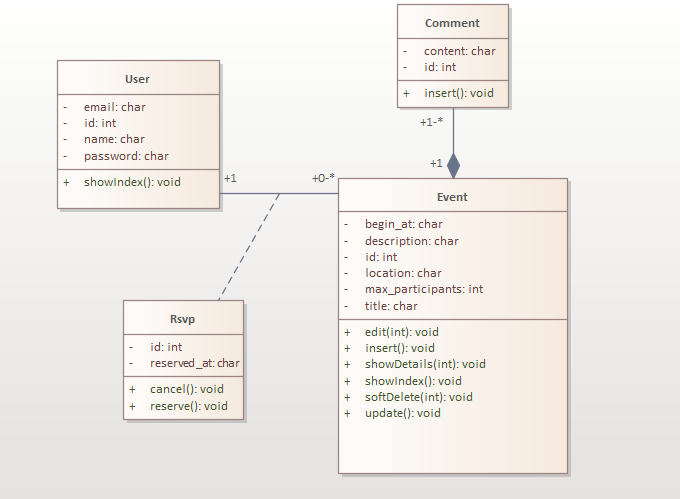 Comment
- content: char
- id: int
+ insert(): void
User
- email: char
- id: int
- name: char
- password: char
+ showIndex(): void
+1-*
+1
+1
+0-*
Event
- begin_at: char
- description: char
- id: int
- location: char
- max_participants: int
- title: char
+ edit(int): void
+ insert(): void
+ showDetails(int): void
+ showIndex(): void
+ softDelete(int): void
+ update(): void
Rsvp
- id: int
- reserved_at: char
+ cancel(): void
+ reserve(): void